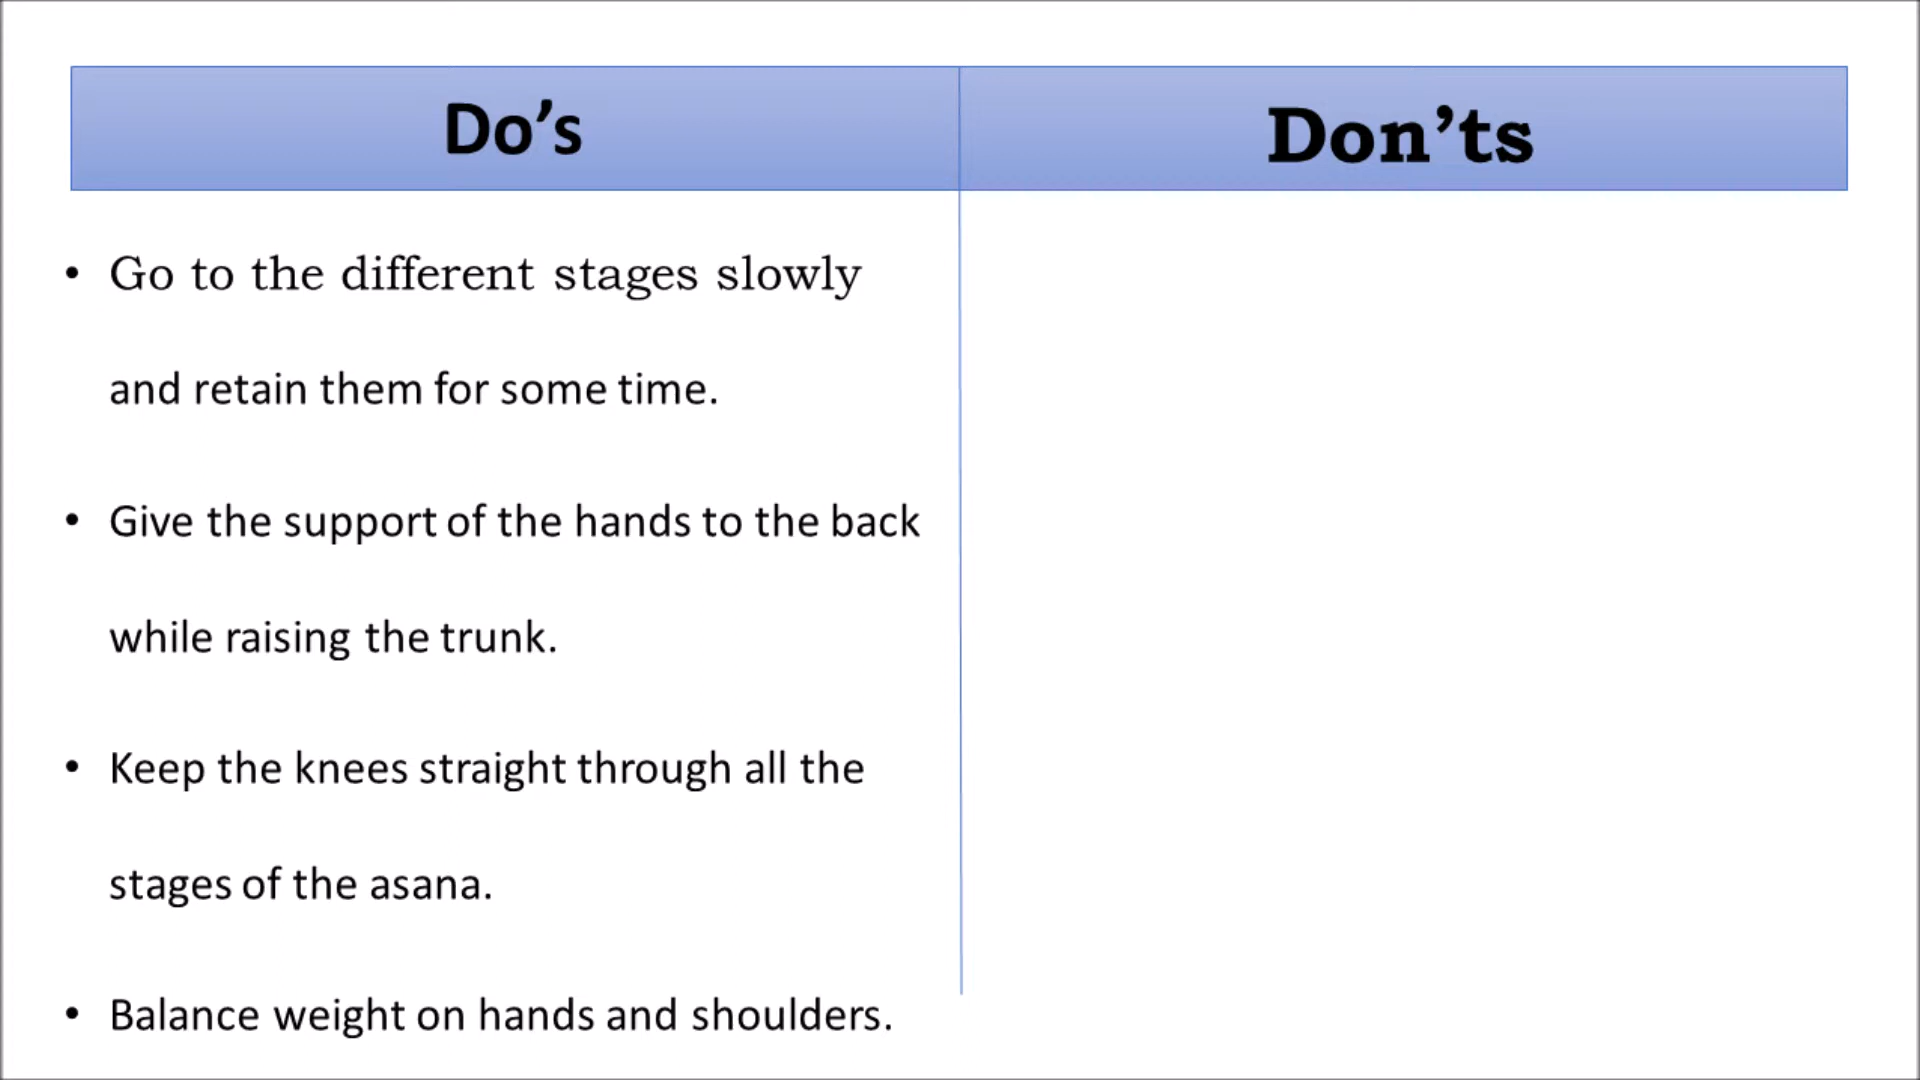 Do’s
Don’ts
• Go to the different stages slowly
and retain them for some time.
• Give the support of the hands to the back
while raising the trunk.
• Keep the knees straight through all the
stages of the asana.
• Balance weight on hands and shoulders.